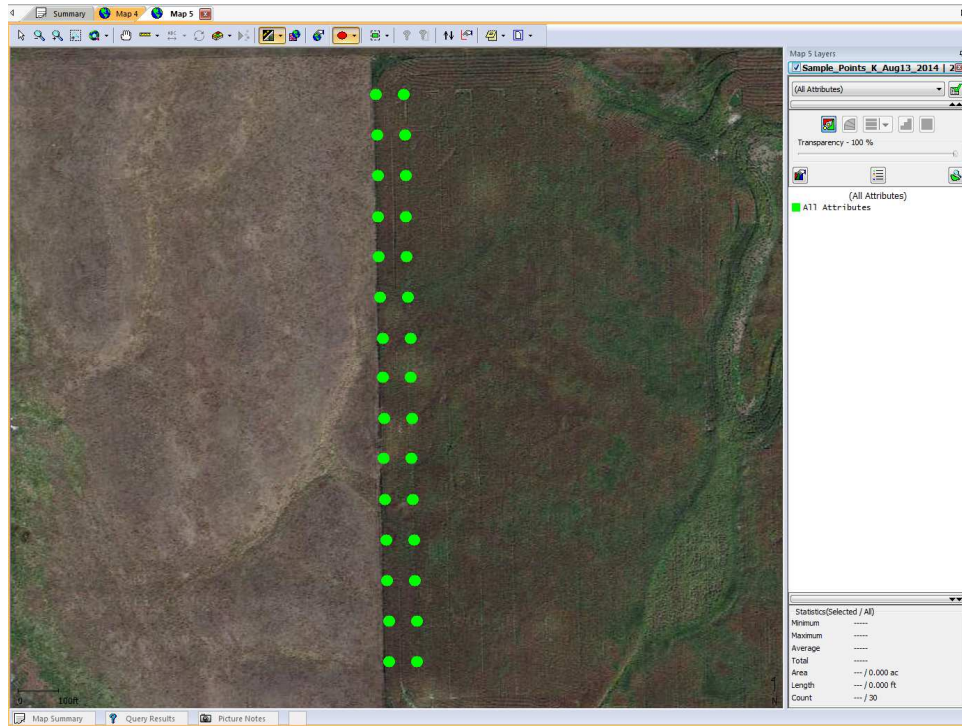 Summary
Map 4
Map 5
Map 5 Layers
Sample_Points_K_Aug13_2014 | 2
(All Attributes)
Transparency - 100 %
(All Attributes)
All Attributes
Statistics(Selected / All)
Minimum -----
Maximum -----
Average -----
Total -----
Area --- / 0.000 ac
Length --- / 0.000 ft
Count --- / 30
0 100ft
N
Map Summary
Query Results
Picture Notes